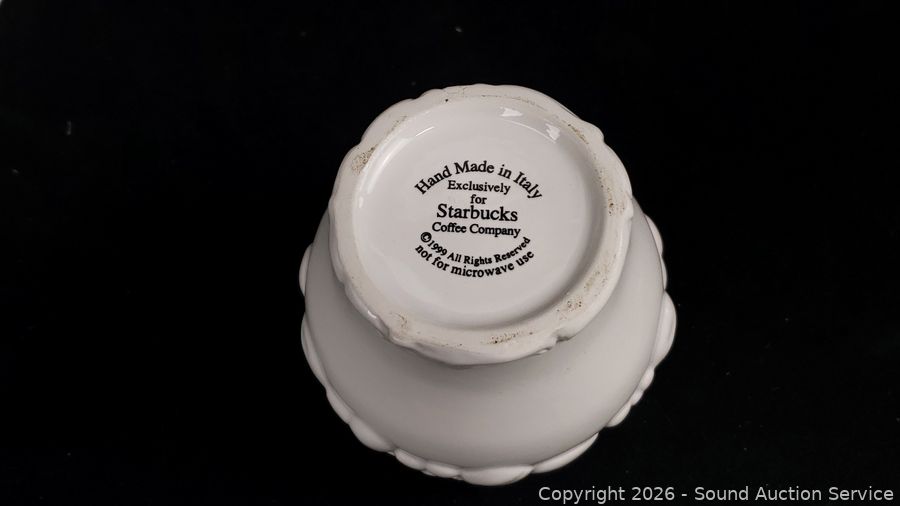 Hand Made in Italy
Exclusively
for
Starbucks
Coffee Company
©1999 All Rights Reserved
not for microwave use
Copyright 2026 - Sound Auction Service